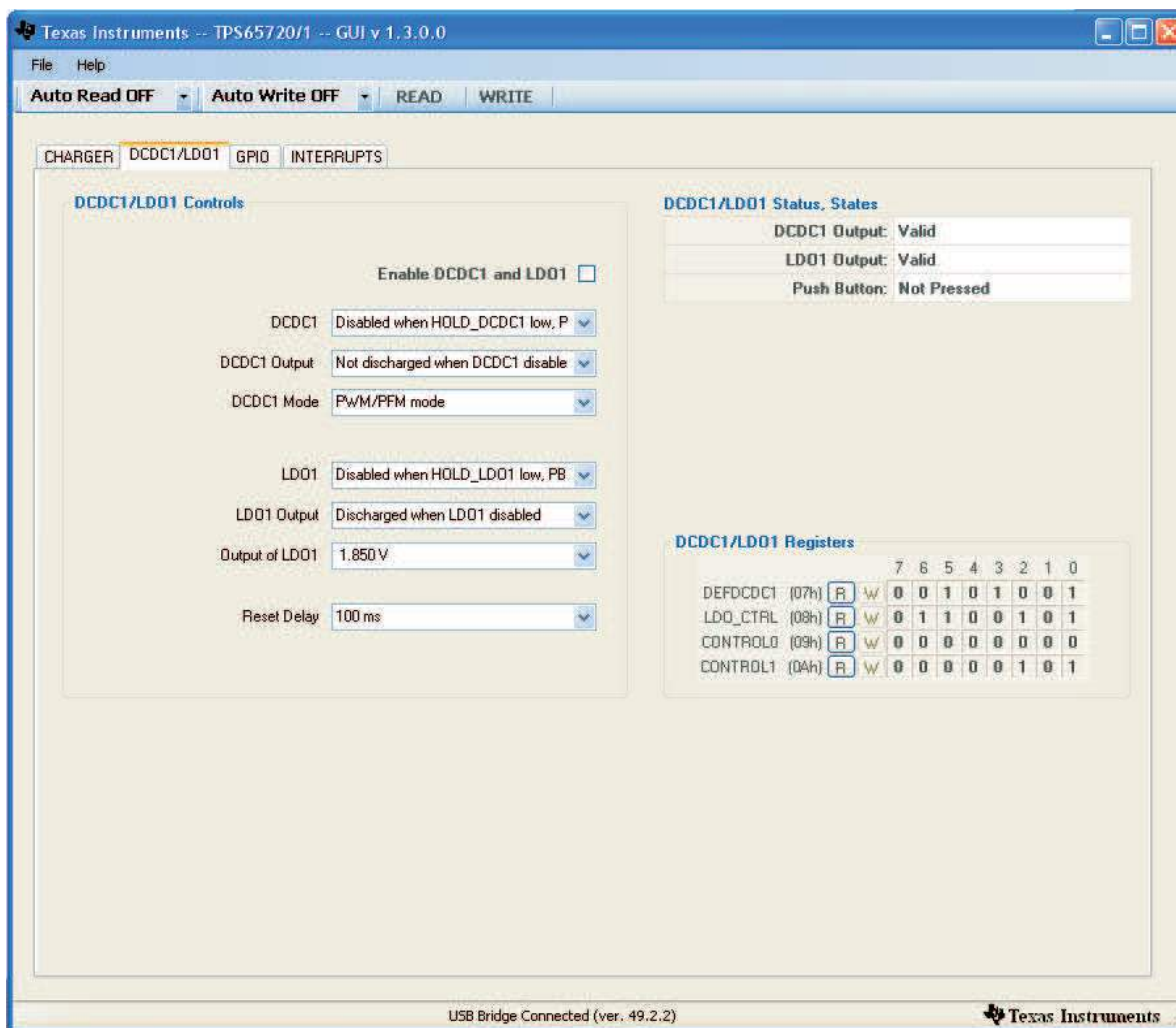 Texas Instruments -- TPS65720/1 -- GUI v 1.3.0.0
File Help
Auto Read OFF Auto Write OFF READ WRITE
CHARGER DCDC1/LDO1 GPIO INTERRUPTS
DCDC1/LDO1 Controls
Enable DCDC1 and LDO1
DCDC1 Disabled when HOLD_DCDC1 low, P
DCDC1 Output Not discharged when DCDC1 disable
DCDC1 Mode PWM/PFM mode
LDO1 Disabled when HOLD_LDO1 low, PB
LDO1 Output Discharged when LDO1 disabled
Output of LDO1 1.850 V
Reset Delay 100 ms
DCDC1/LDO1 Status, States
DCDC1 Output: Valid
LDO1 Output: Valid
Push Button: Not Pressed
DCDC1/LDO1 Registers
7 6 5 4 3 2 1 0
DEFDCDC1 (07h) R W 0 0 1 0 1 0 0 1
LDO_CTRL (08h) R W 0 1 1 0 0 1 0 1
CONTROL0 (09h) R W 0 0 0 0 0 0 0 0
CONTROL1 (0Ah) R W 0 0 0 0 0 1 0 1
USB Bridge Connected (ver. 49.2.2)
Texas Instruments